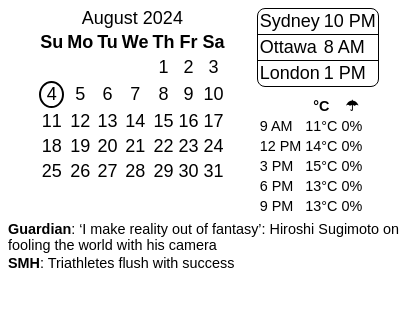 August 2024
Su Mo Tu We Th Fr Sa
1 2 3
4 5 6 7 8 9 10
11 12 13 14 15 16 17
18 19 20 21 22 23 24
25 26 27 28 29 30 31
Sydney 10 PM
Ottawa 8 AM
London 1 PM
°C ☂
9 AM 11°C 0%
12 PM 14°C 0%
3 PM 15°C 0%
6 PM 13°C 0%
9 PM 13°C 0%
Guardian: ‘I make reality out of fantasy’: Hiroshi Sugimoto on
fooling the world with his camera
SMH: Triathletes flush with success